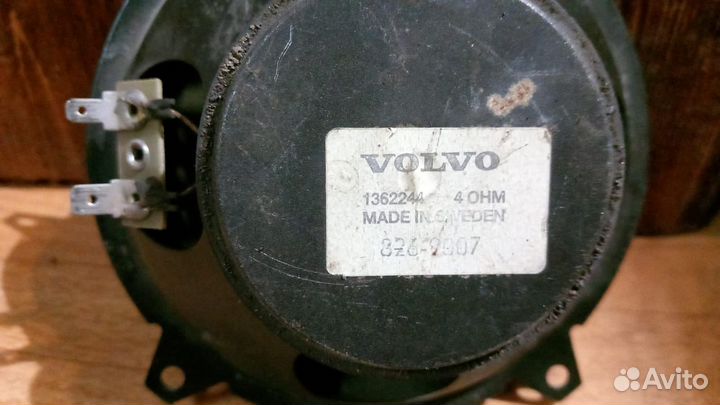 VOLVO
1362244 4 OHM
MADE IN SWEDEN
Avito